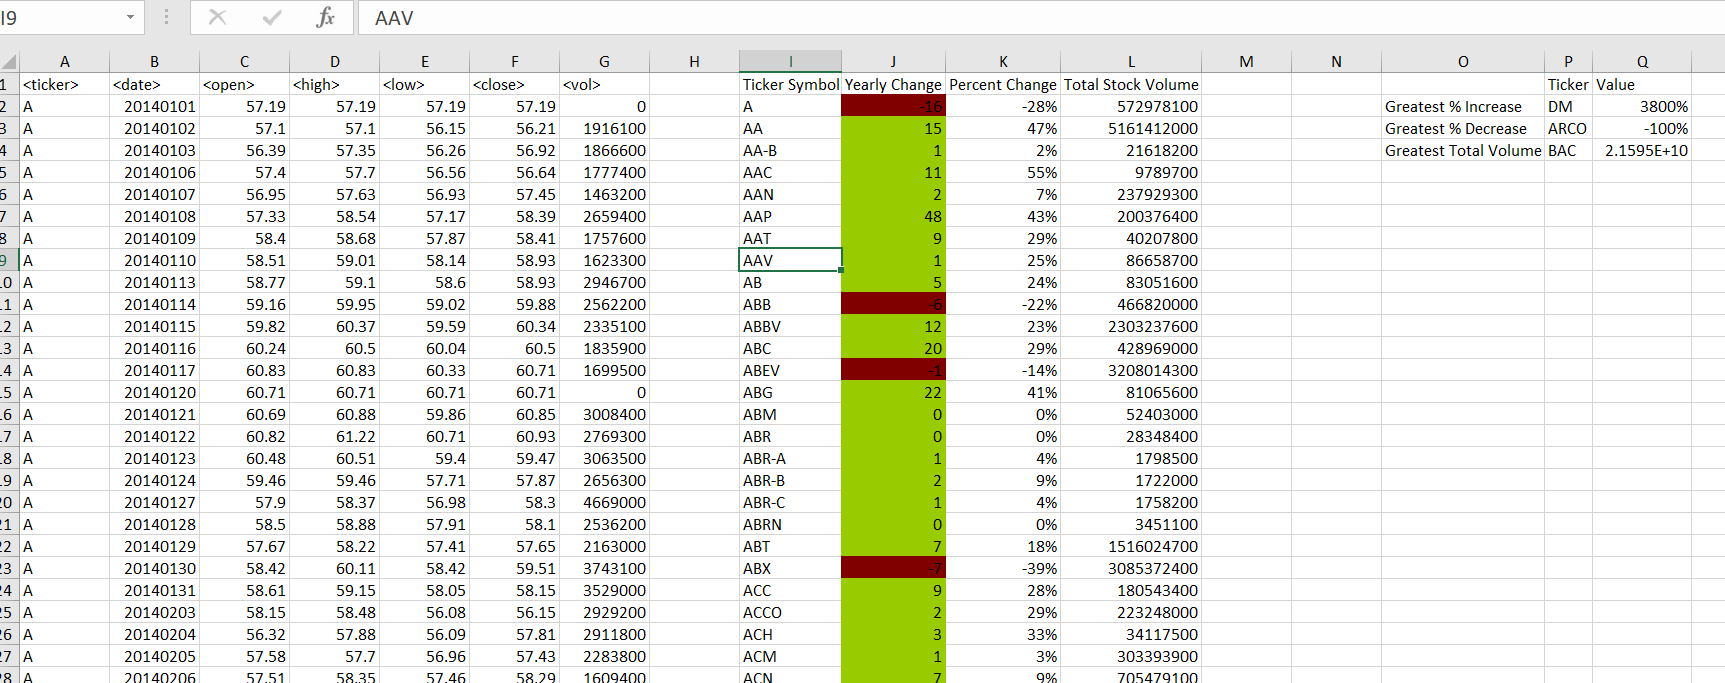 I9 fx AAV
A B C D E F G H I J K L M N O P Q
1 <ticker> <date> <open> <high> <low> <close> <vol> Ticker Symbol Yearly Change Percent Change Total Stock Volume Ticker Value
2 A 20140101 57.19 57.19 57.19 57.19 0 A -16 -28% 572978100 Greatest % Increase DM 3800%
3 A 20140102 57.1 57.1 56.15 56.21 1916100 AA 15 47% 5161412000 Greatest % Decrease ARCO -100%
4 A 20140103 56.39 57.35 56.26 56.92 1866600 AA-B 1 2% 21618200 Greatest Total Volume BAC 2.1595E+10
5 A 20140106 57.4 57.7 56.56 56.64 1777400 AAC 11 55% 9789700
6 A 20140107 56.95 57.63 56.93 57.45 1463200 AAN 2 7% 237929300
7 A 20140108 57.33 58.54 57.17 58.39 2659400 AAP 48 43% 200376400
8 A 20140109 58.4 58.68 57.87 58.41 1757600 AAT 9 29% 40207800
9 A 20140110 58.51 59.01 58.14 58.93 1623300 AAV 1 25% 86658700
10 A 20140113 58.77 59.1 58.6 58.93 2946700 AB 5 24% 83051600
11 A 20140114 59.16 59.95 59.02 59.88 2562200 ABB -6 -22% 466820000
12 A 20140115 59.82 60.37 59.59 60.34 2335100 ABBV 12 23% 2303237600
13 A 20140116 60.24 60.5 60.04 60.5 1835900 ABC 20 29% 428969000
14 A 20140117 60.83 60.83 60.33 60.71 1699500 ABEV -1 -14% 3208014300
15 A 20140120 60.71 60.71 60.71 60.71 0 ABG 22 41% 81065600
16 A 20140121 60.69 60.88 59.86 60.85 3008400 ABM 0 0% 52403000
17 A 20140122 60.82 61.22 60.71 60.93 2769300 ABR 0 0% 28348400
18 A 20140123 60.48 60.51 59.4 59.47 3063500 ABR-A 1 4% 1798500
19 A 20140124 59.46 59.46 57.71 57.87 2656300 ABR-B 2 9% 1722000
20 A 20140127 57.9 58.37 56.98 58.3 4669000 ABR-C 1 4% 1758200
21 A 20140128 58.5 58.88 57.91 58.1 2536200 ABRN 0 0% 3451100
22 A 20140129 57.67 58.22 57.41 57.65 2163000 ABT 7 18% 1516024700
23 A 20140130 58.42 60.11 58.42 59.51 3743100 ABX -7 -39% 3085372400
24 A 20140131 58.61 59.15 58.05 58.15 3529000 ACC 9 28% 180543400
25 A 20140203 58.15 58.48 56.08 56.15 2929200 ACCO 2 29% 223248000
26 A 20140204 56.32 57.88 56.09 57.81 2911800 ACH 3 33% 34117500
27 A 20140205 57.58 57.7 56.96 57.43 2283800 ACM 1 3% 303393900
28 A 20140206 57.51 58.35 57.46 58.29 1609400 ACN 7 9% 705479100